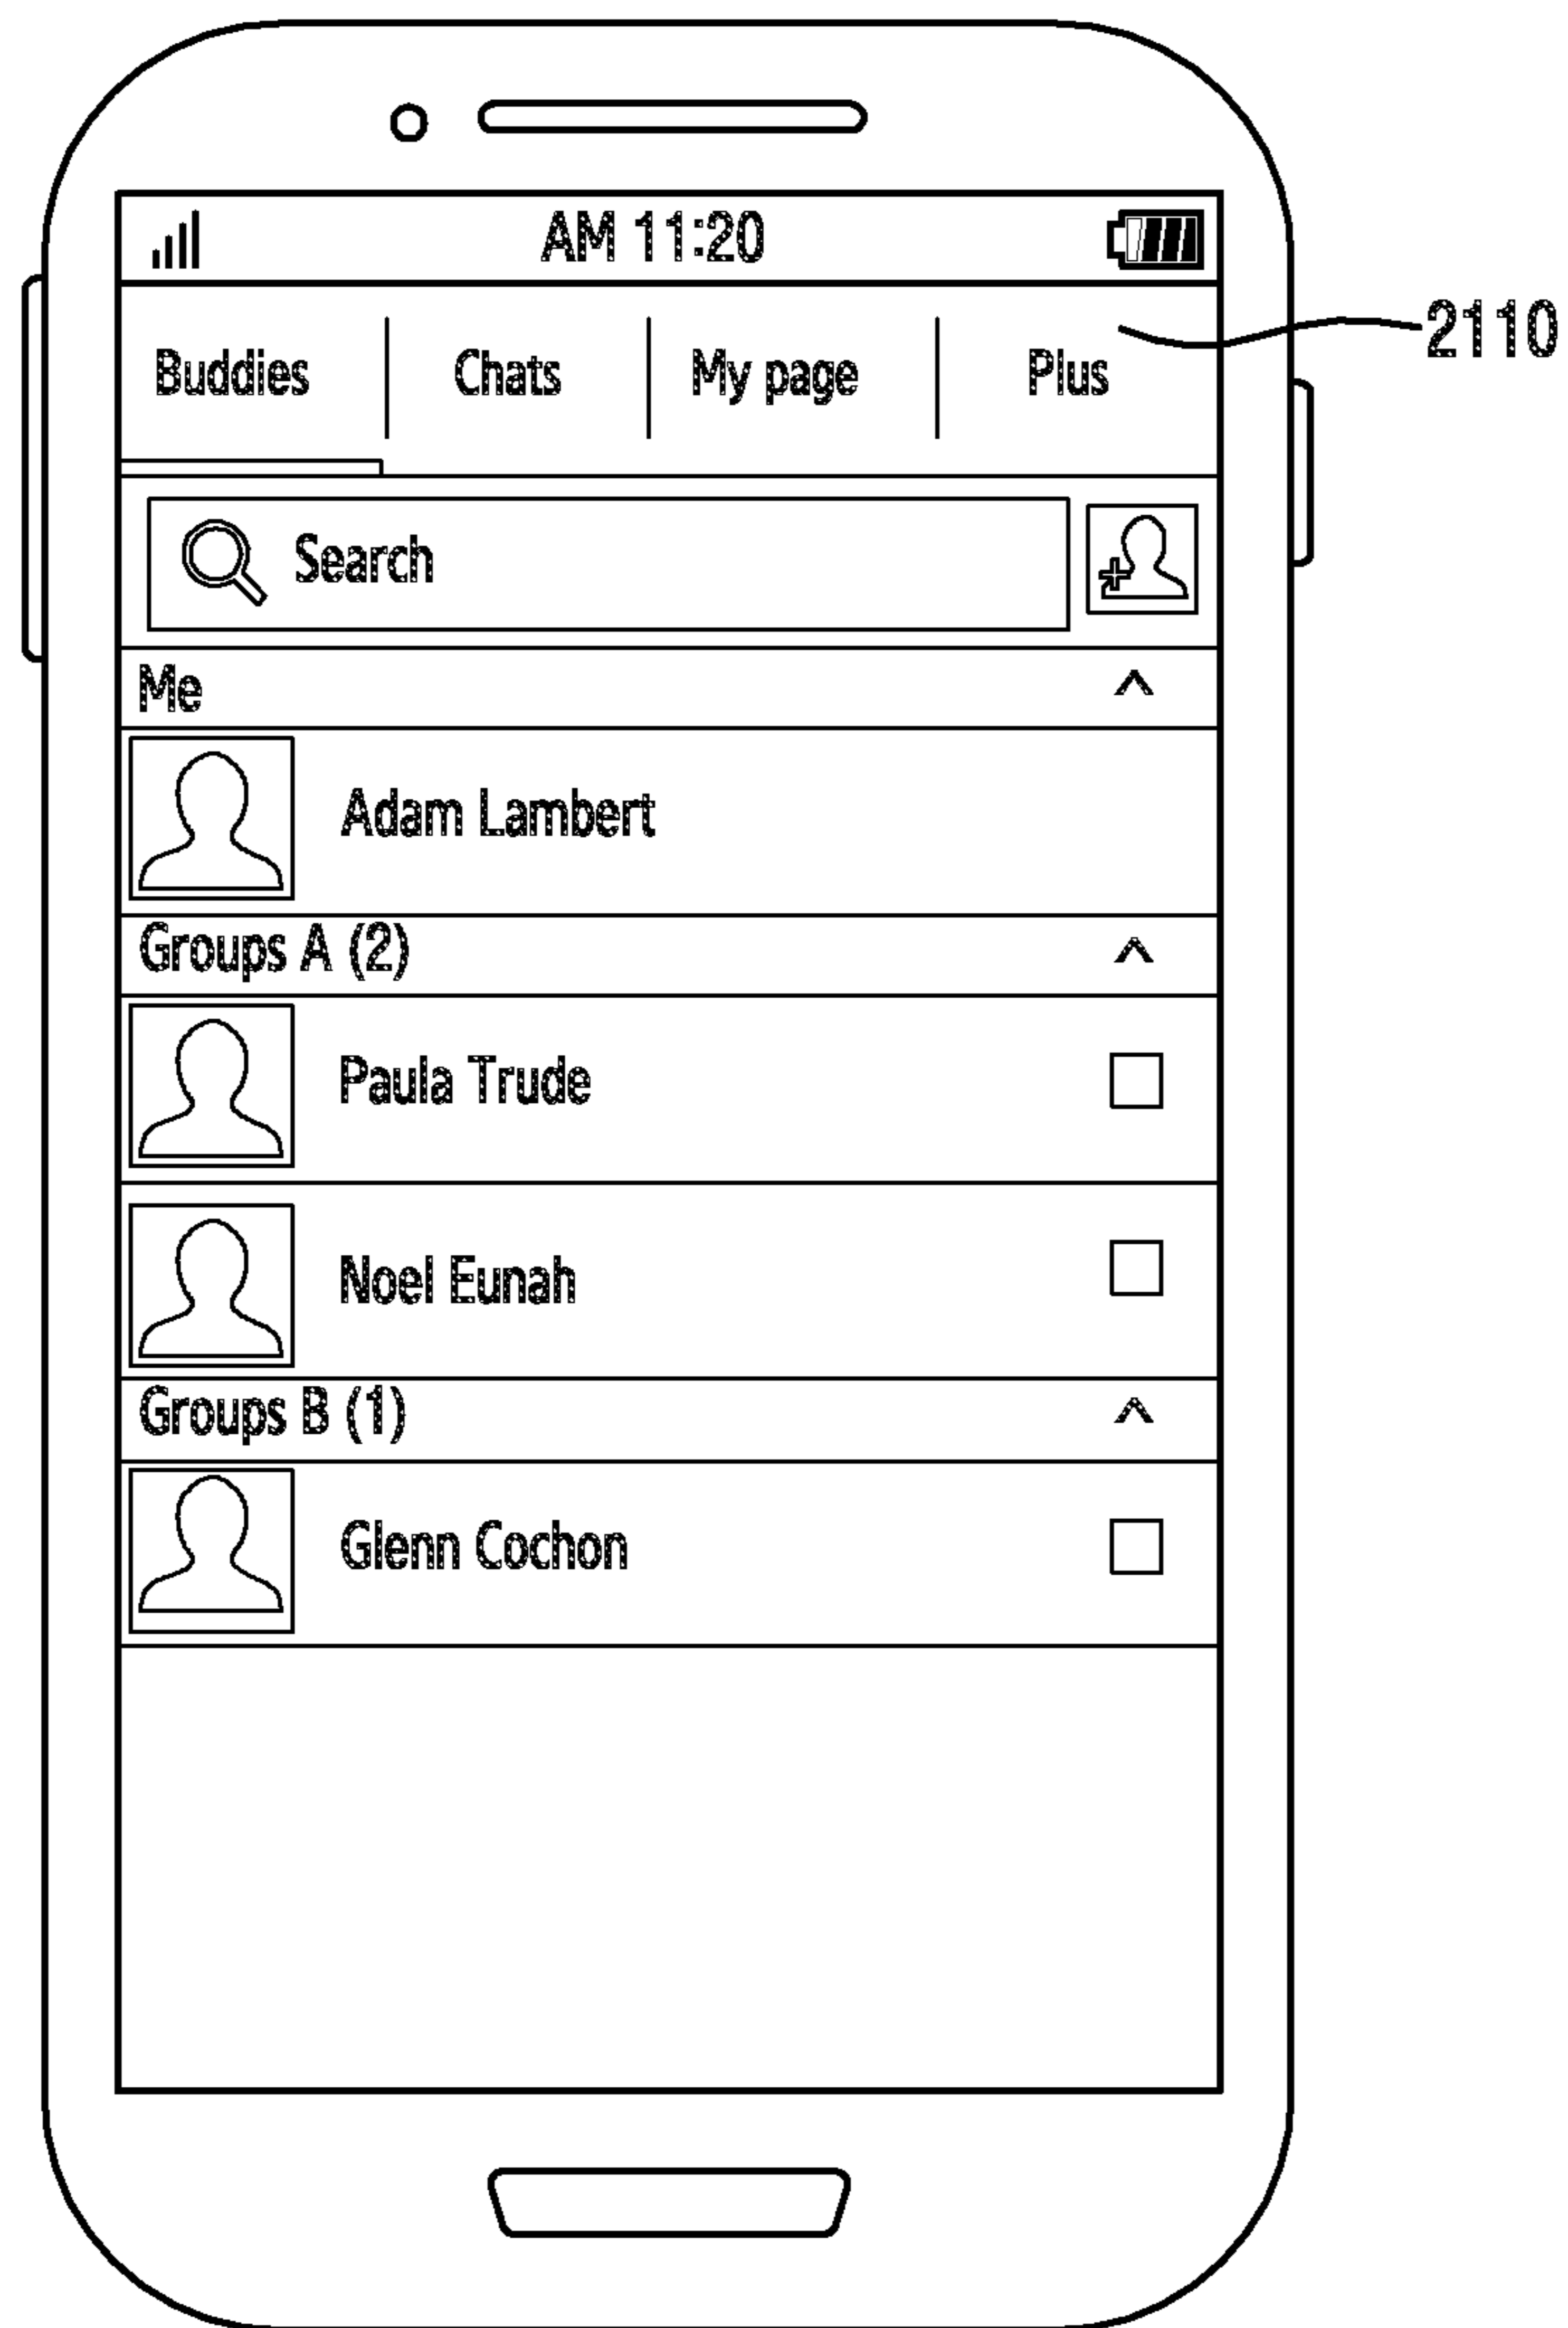 AM 11:20
2110
Buddies Chats My page Plus
Search
Me
Adam Lambert
Groups A (2)
Paula Trude
Noel Eunah
Groups B (1)
Glenn Cochon